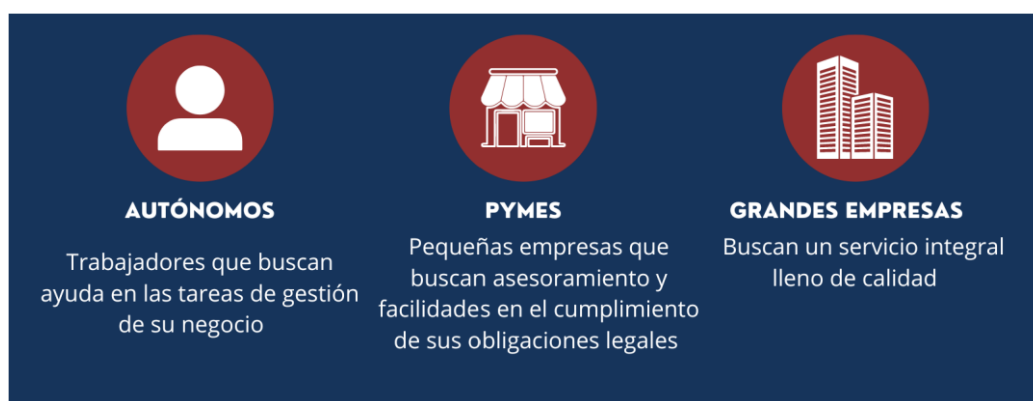 AUTÓNOMOS
Trabajadores que buscan
ayuda en las tareas de gestión
de su negocio
PYMES
Pequeñas empresas que
buscan asesoramiento y
facilidades en el cumplimiento
de sus obligaciones legales
GRANDES EMPRESAS
Buscan un servicio integral
lleno de calidad